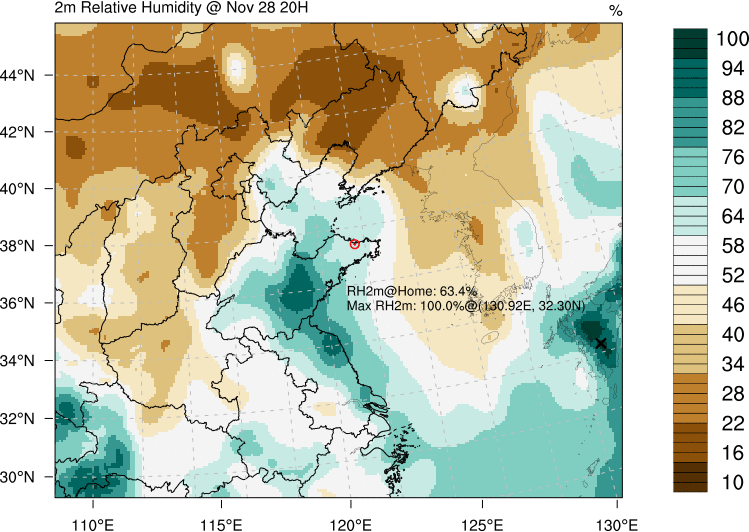 2m Relative Humidity @ Nov 28 20H
%
44°N
42°N
40°N
38°N
36°N
34°N
32°N
30°N
RH2m@Home: 63.4%
Max RH2m: 100.0%@(130.92E, 32.30N)
110°E
115°E
120°E
125°E
130°E
100
94
88
82
76
70
64
58
52
46
40
34
28
22
16
10